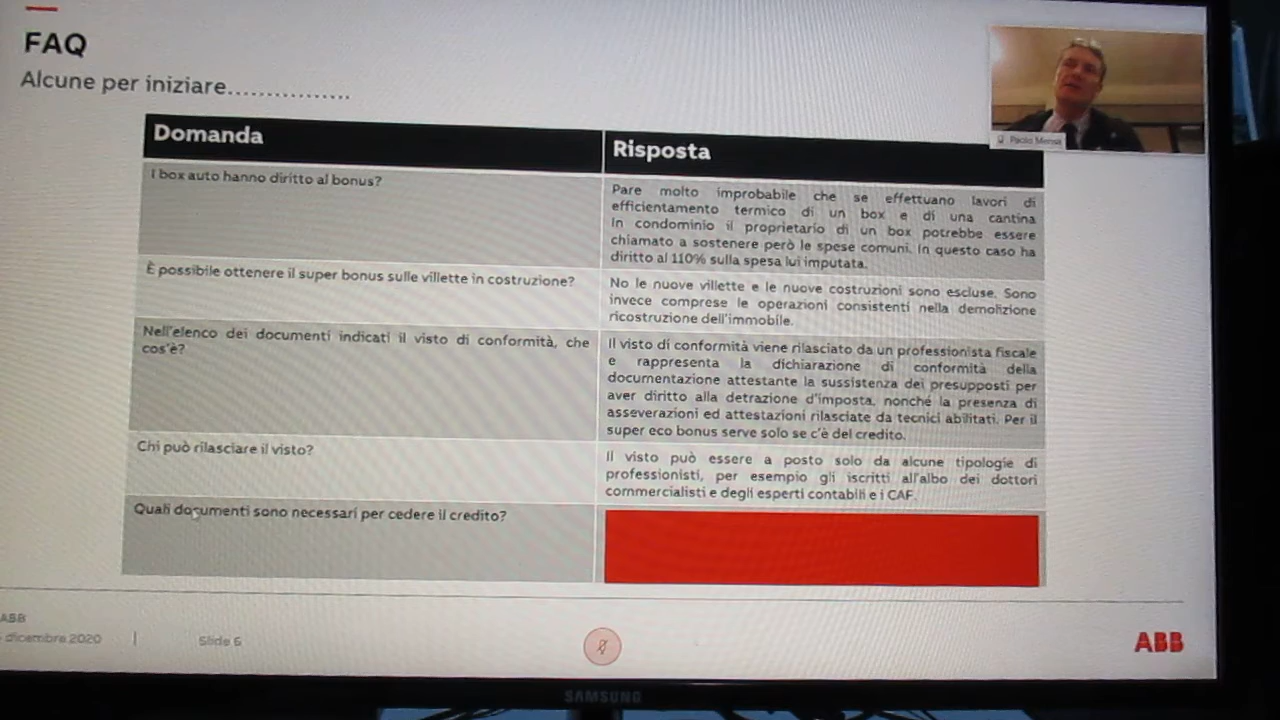 FAQ
Alcune per iniziare................
Domanda
Risposta
I box auto hanno diritto al bonus?
Pare molto improbabile che se effettuano lavori di
efficientamento termico di un box e di una cantina
In condominio il proprietario di un box potrebbe essere
chiamato a sostenere però le spese comuni. In questo caso ha
diritto al 110% sulla spesa lui imputata.
È possibile ottenere il super bonus sulle villette in costruzione?
No le nuove villette e le nuove costruzioni sono escluse. Sono
invece comprese le operazioni consistenti nella demolizione
ricostruzione dell'immobile.
Nell'elenco dei documenti indicati il visto di conformità, che
cos'è?
Il visto di conformità viene rilasciato da un professionista fiscale
e rappresenta la dichiarazione di conformità della
documentazione attestante la sussistenza dei presupposti per
aver diritto alla detrazione d'imposta, nonché la presenza di
asseverazioni ed attestazioni rilasciate da tecnici abilitati. Per il
super eco bonus serve solo se c'è del credito.
Chi può rilasciare il visto?
Il visto può essere a posto solo da alcune tipologie di
professionisti, per esempio gli iscritti all'albo dei dottori
commercialisti e degli esperti contabili e i CAF.
Quali documenti sono necessari per cedere il credito?
Paolo Mensa
ABB
dicembre 2020 | Slide 6
ABB
SAMSUNG